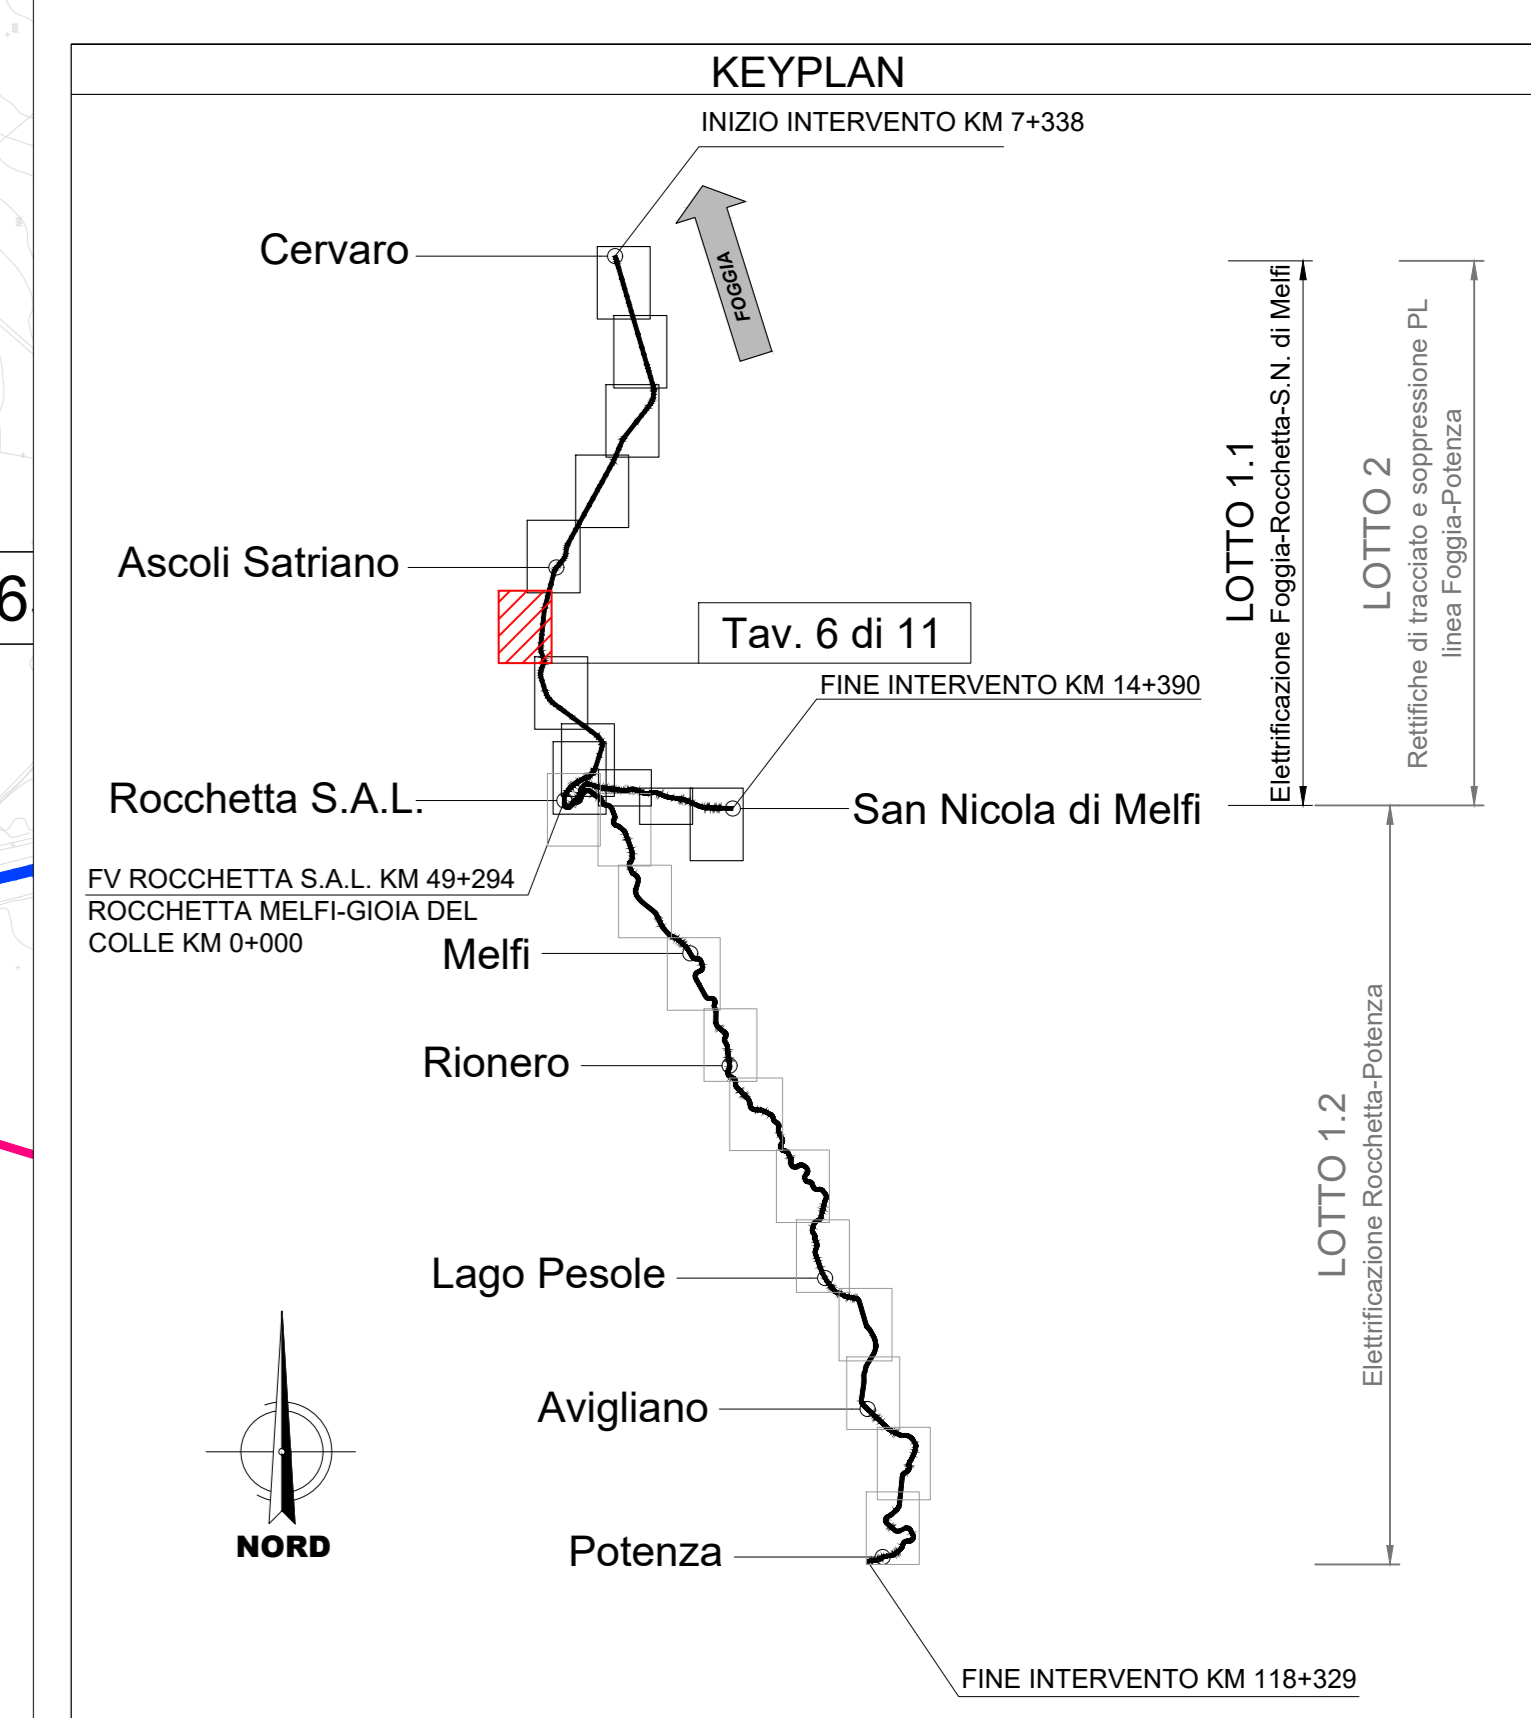 KEYPLAN
INIZIO INTERVENTO KM 7+338
FOGGIA
Cervaro
Ascoli Satriano
6
Tav. 6 di 11
FINE INTERVENTO KM 14+390
Rocchetta S.A.L.
San Nicola di Melfi
FV ROCCHETTA S.A.L. KM 49+294
ROCCHETTA MELFI-GIOIA DEL
COLLE KM 0+000
Melfi
Rionero
Lago Pesole
Avigliano
Potenza
FINE INTERVENTO KM 118+329
NORD
LOTTO 1.1
Elettrificazione Foggia-Rocchetta-S.N. di Melfi
LOTTO 2
Rettifiche di tracciato e soppressione PL
linea Foggia-Potenza
LOTTO 1.2
Elettrificazione Rocchetta-Potenza